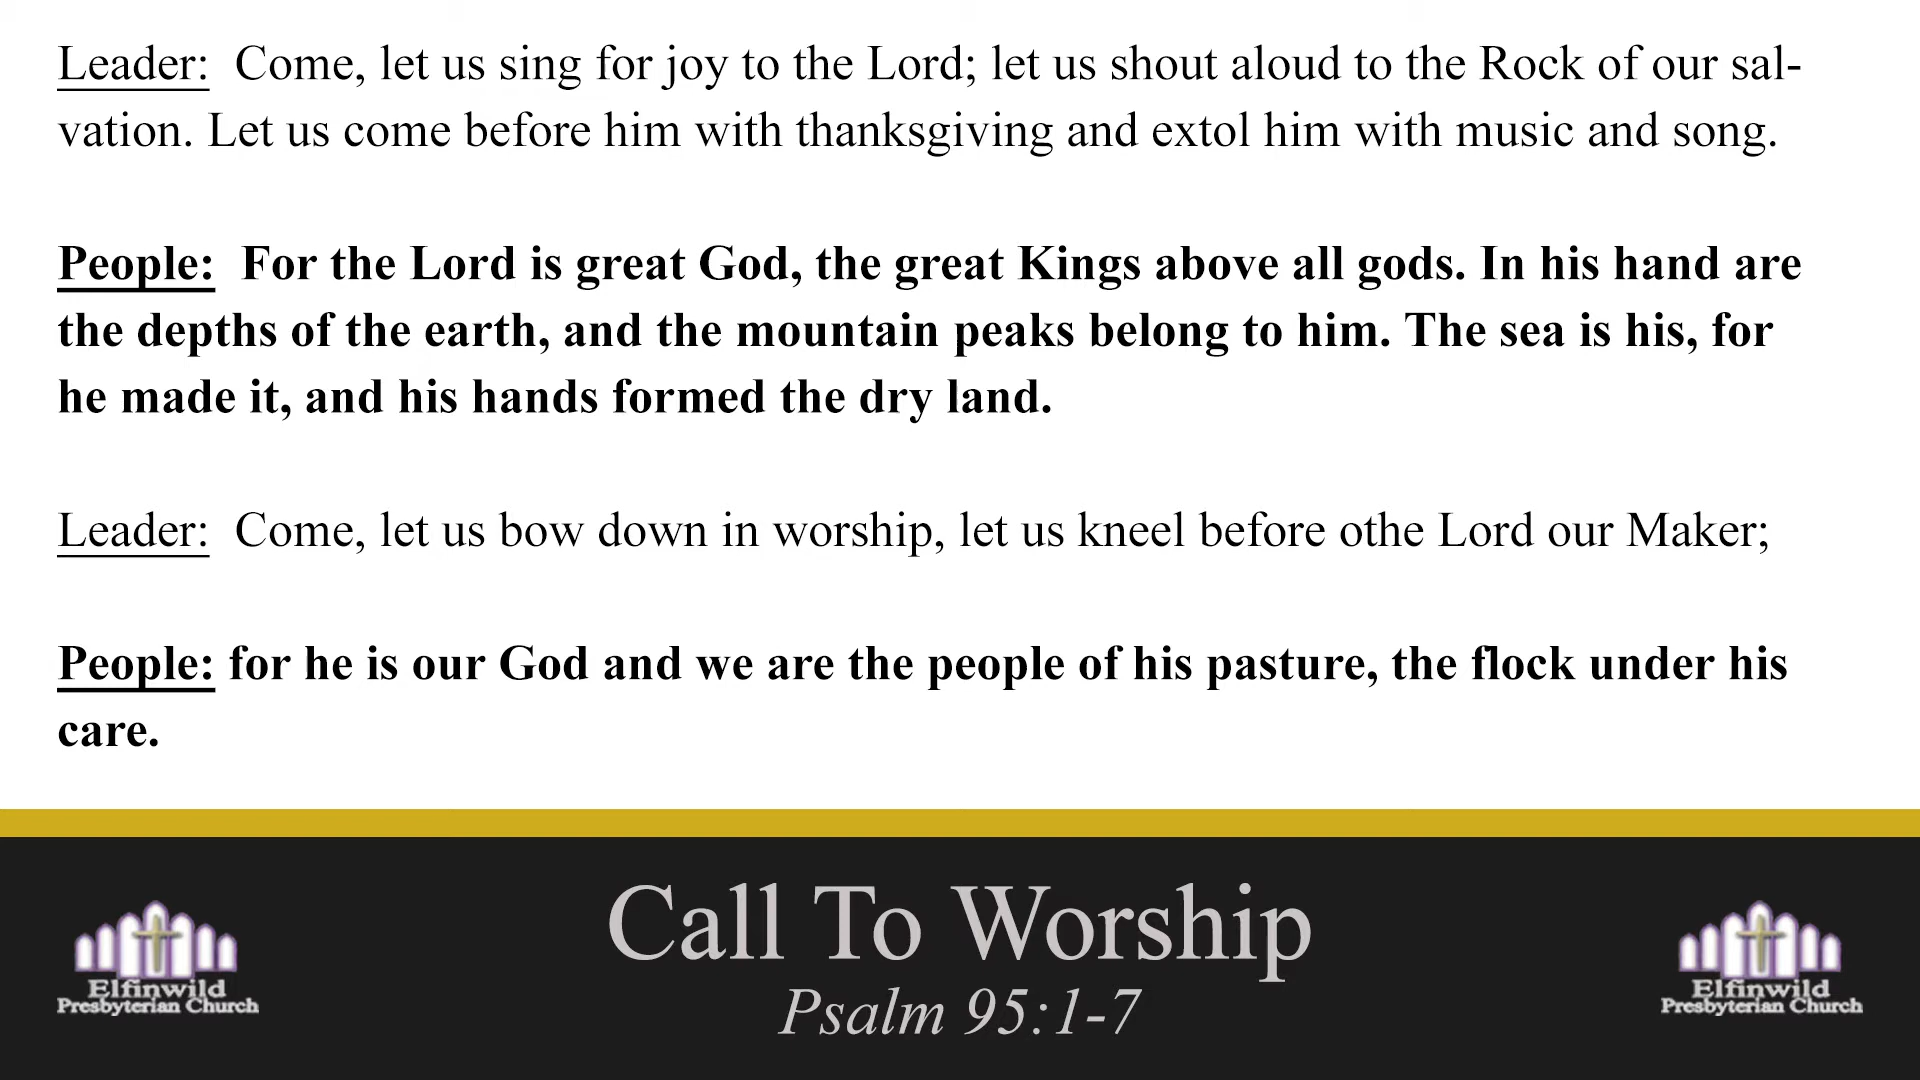 Leader:  Come, let us sing for joy to the Lord; let us shout aloud to the Rock of our sal-
vation. Let us come before him with thanksgiving and extol him with music and song.
People:  For the Lord is great God, the great Kings above all gods. In his hand are
the depths of the earth, and the mountain peaks belong to him. The sea is his, for
he made it, and his hands formed the dry land.
Leader:  Come, let us bow down in worship, let us kneel before othe Lord our Maker;
People: for he is our God and we are the people of his pasture, the flock under his
care.
Call To Worship
Psalm 95:1-7
Elfinwild
Presbyterian Church
Elfinwild
Presbyterian Church